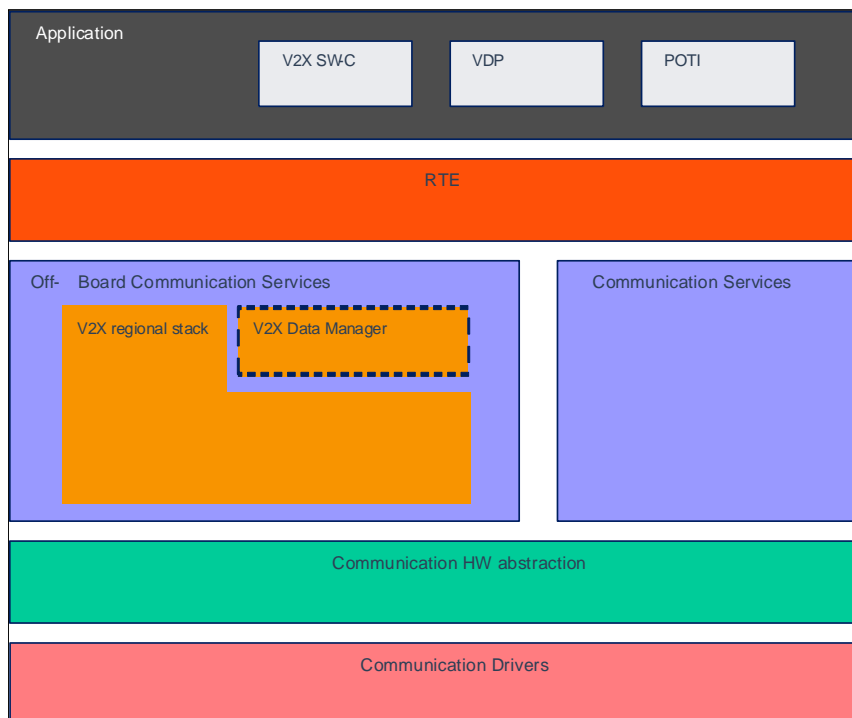 Application
V2X SW-C
VDP
POTI
RTE
Off- Board Communication Services
Communication Services
V2X regional stack
V2X Data Manager
Communication HW abstraction
Communication Drivers